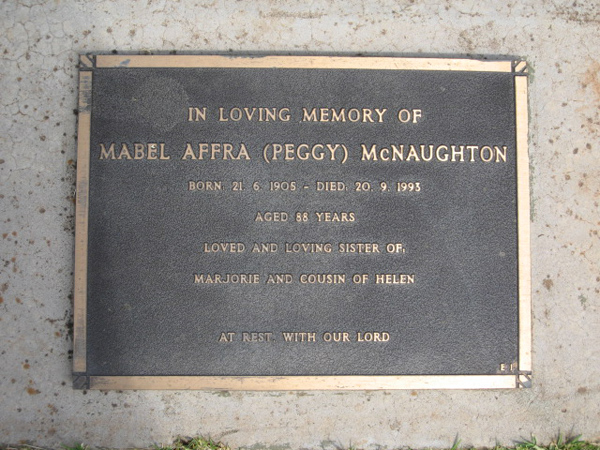 IN LOVING MEMORY OF
MABEL AFFRA (PEGGY) McNAUGHTON
BORN 21. 6. 1905 - DIED. 20. 9. 1993
AGED 88 YEARS
LOVED AND LOVING SISTER OF;
MARJORIE AND COUSIN OF HELEN
AT REST. WITH OUR LORD